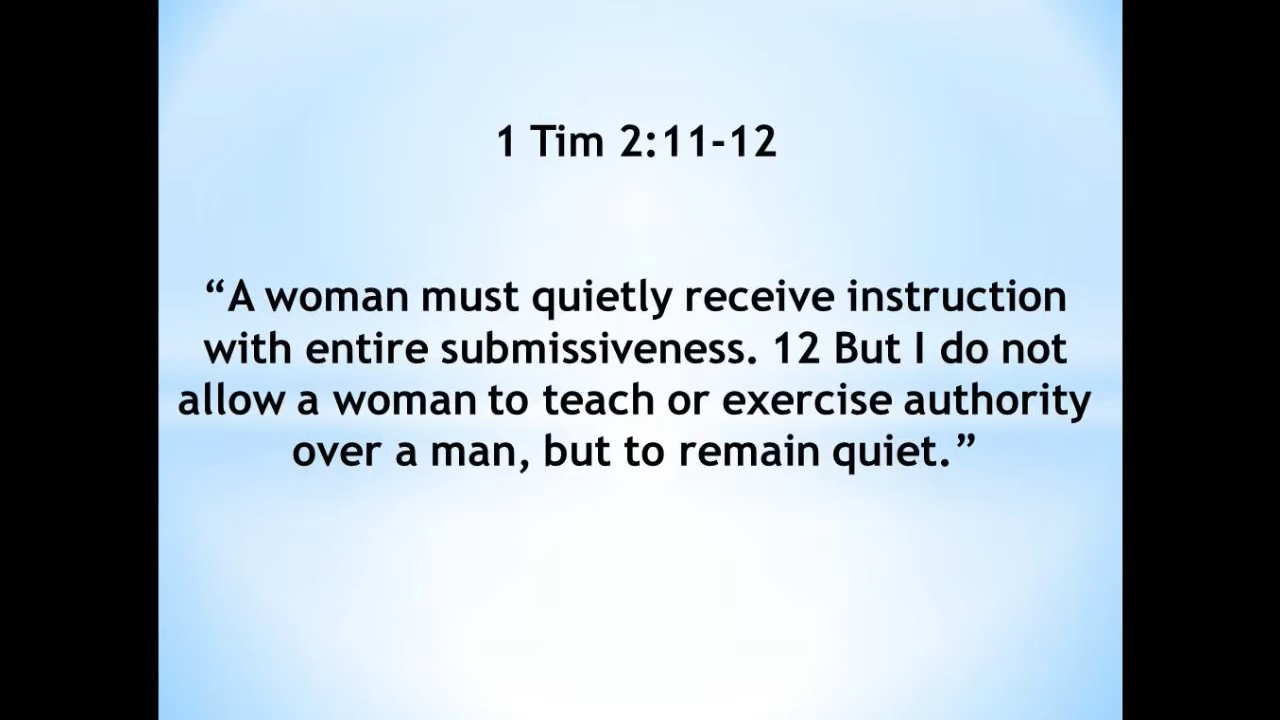 1 Tim 2:11-12
“A woman must quietly receive instruction
with entire submissiveness. 12 But I do not
allow a woman to teach or exercise authority
over a man, but to remain quiet.”